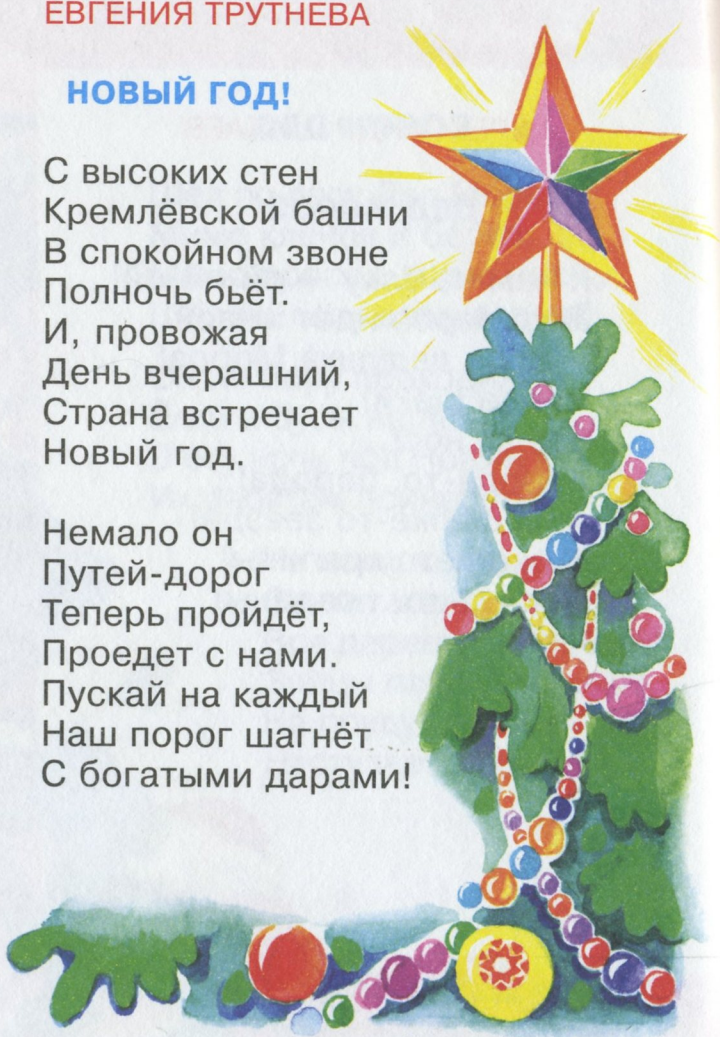 ЕВГЕНИЯ ТРУТНЕВА
НОВЫЙ ГОД!
С высоких стен
Кремлёвской башни
В спокойном звоне
Полночь бьёт.
И, провожая
День вчерашний,
Страна встречает
Новый год.
Немало он
Путей-дорог
Теперь пройдёт,
Проедет с нами.
Пускай на каждый
Наш порог шагнёт
С богатыми дарами!